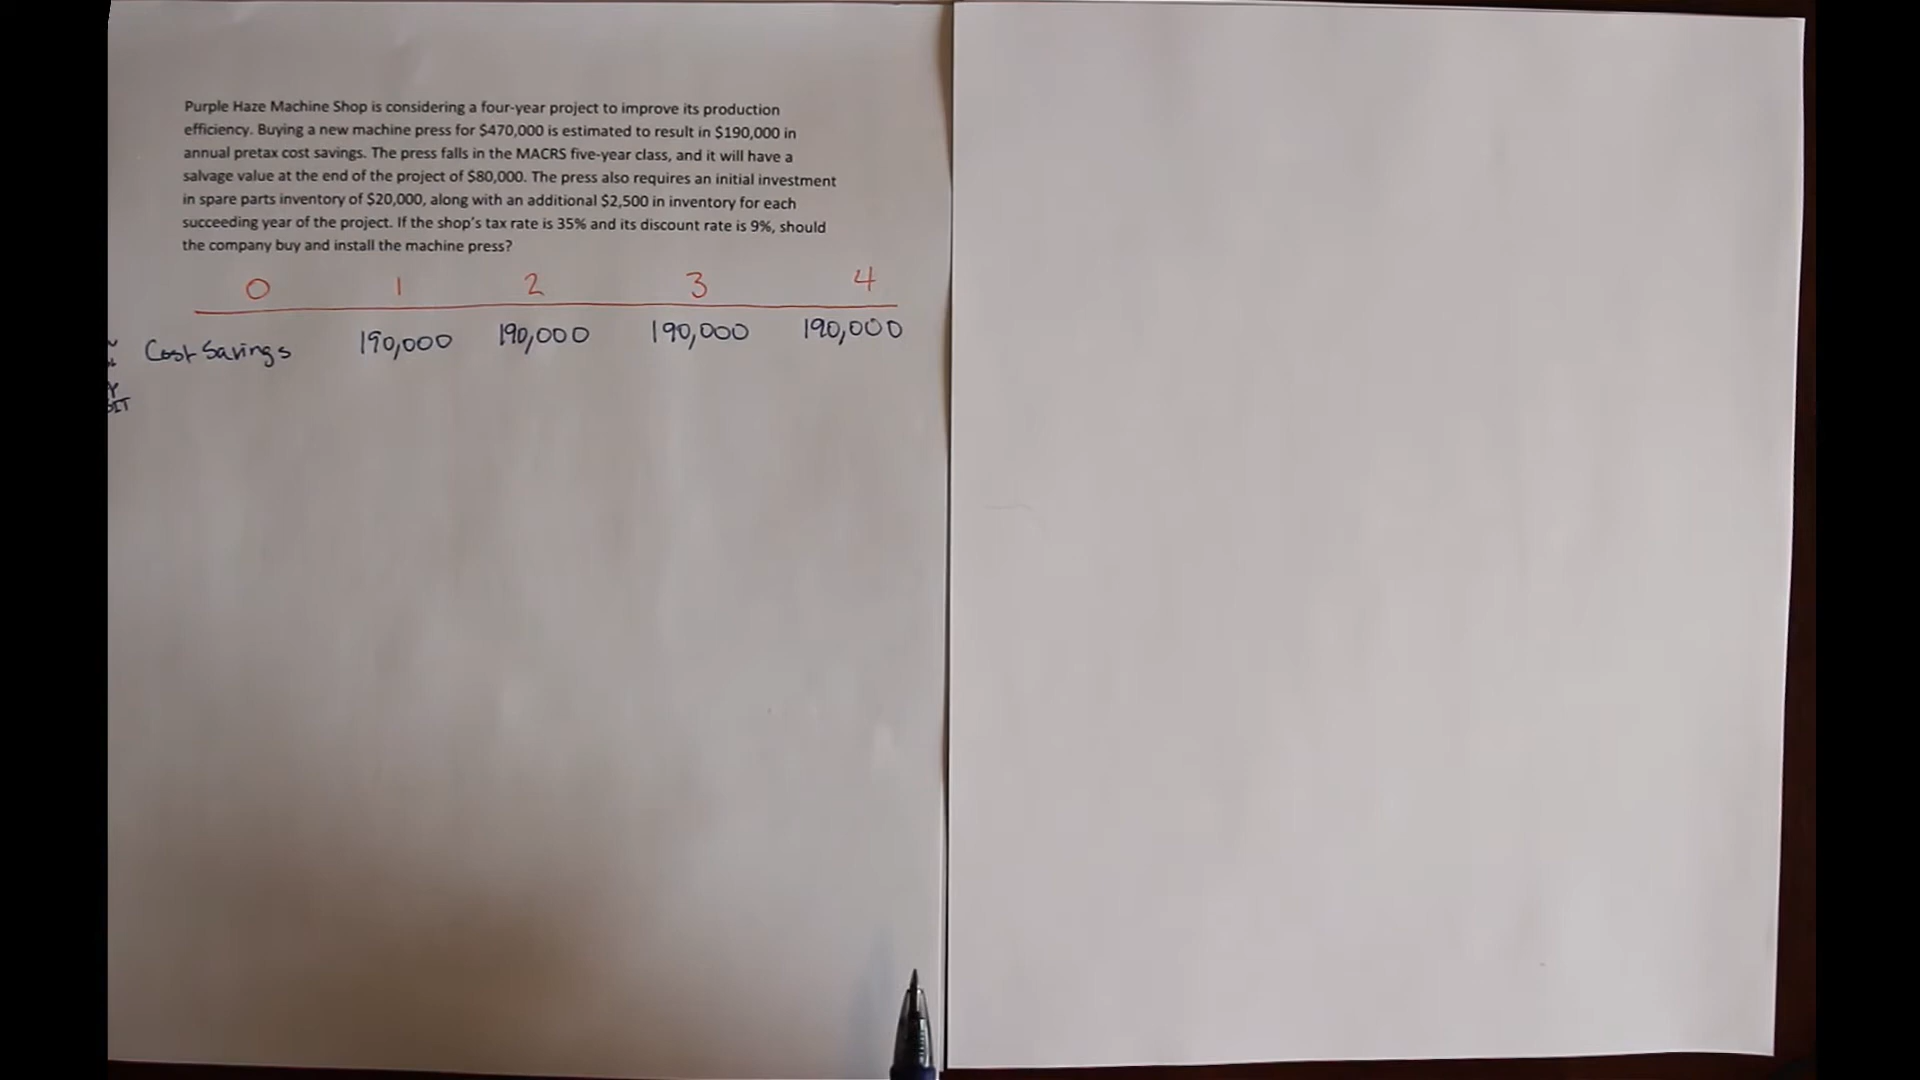 Purple Haze Machine Shop is considering a four-year project to improve its production
efficiency. Buying a new machine press for $470,000 is estimated to result in $190,000 in
annual pretax cost savings. The press falls in the MACRS five-year class, and it will have a
salvage value at the end of the project of $80,000. The press also requires an initial investment
in spare parts inventory of $20,000, along with an additional $2,500 in inventory for each
succeeding year of the project. If the shop's tax rate is 35% and its discount rate is 9%, should
the company buy and install the machine press?
0 1 2 3 4
Cost Savings 190,000 190,000 190,000 190,000